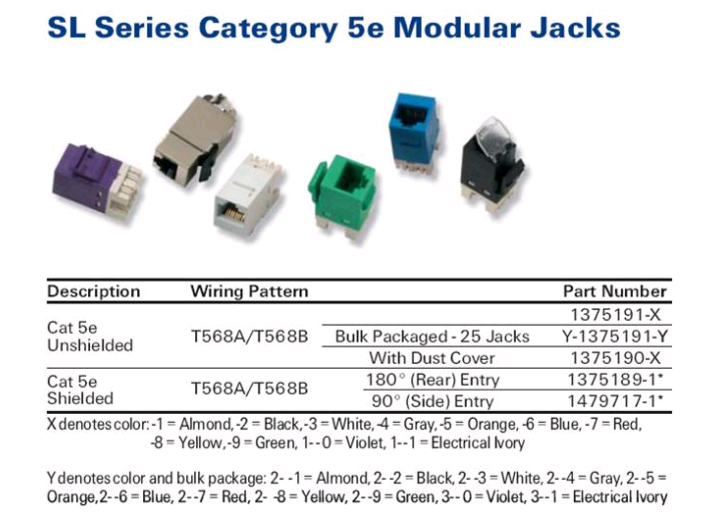 SL Series Category 5e Modular Jacks
Description Wiring Pattern Part Number
1375191-X
Cat 5e
Unshielded T568A/T568B Bulk Packaged - 25 Jacks Y-1375191-Y
With Dust Cover 1375190-X
Cat 5e
Shielded T568A/T568B 180° (Rear) Entry 1375189-1*
90° (Side) Entry 1479717-1*
X denotes color: -1 = Almond, -2 = Black, -3 = White, -4 = Gray, -5 = Orange, -6 = Blue, -7 = Red,
-8 = Yellow, -9 = Green, 1--0 = Violet, 1--1 = Electrical Ivory
Y denotes color and bulk package: 2- -1 = Almond, 2- -2 = Black, 2- -3 = White, 2--4 = Gray, 2--5 =
Orange, 2--6 = Blue, 2--7 = Red, 2- -8 = Yellow, 2--9 = Green, 3--0 = Violet, 3--1 = Electrical Ivory